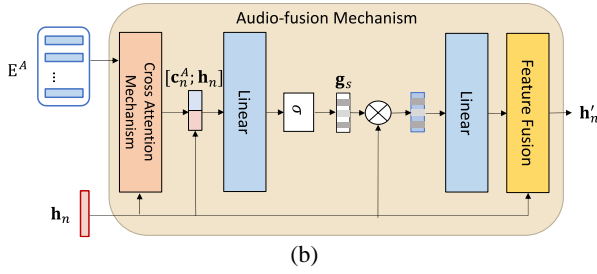 Audio-fusion Mechanism
E^A
...
Cross Attention
Mechanism
[c_n^A; h_n]
Linear
σ
g_s
Linear
Feature Fusion
h'_n
h_n
(b)